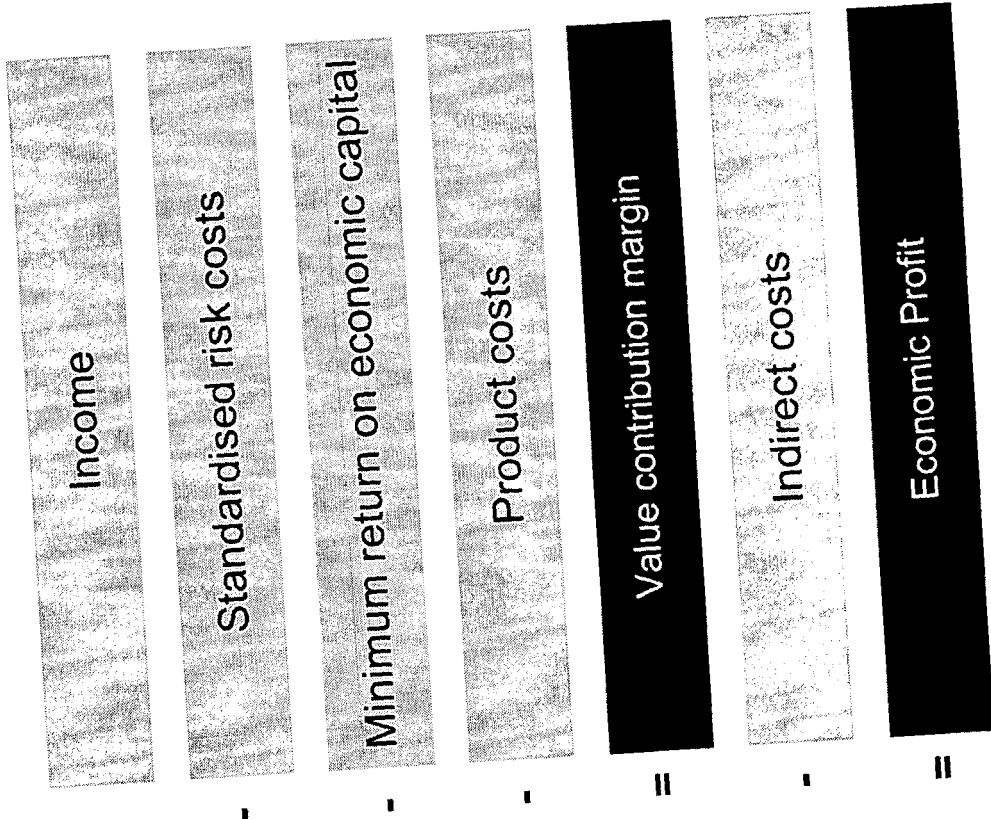 Income
- Standardised risk costs
- Minimum return on economic capital
- Product costs
= Value contribution margin
- Indirect costs
= Economic Profit